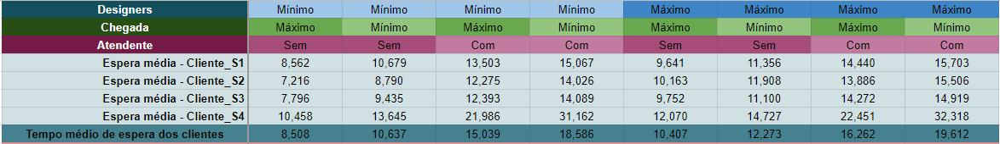 Designers Mínimo Mínimo Mínimo Mínimo Máximo Máximo Máximo Máximo
Chegada Máximo Mínimo Máximo Mínimo Máximo Mínimo Máximo Mínimo
Atendente Sem Sem Com Com Sem Sem Com Com
Espera média - Cliente_S1 8,562 10,679 13,503 15,067 9,641 11,356 14,440 15,703
Espera média - Cliente_S2 7,216 8,790 12,275 14,026 10,163 11,908 13,886 15,506
Espera média - Cliente_S3 7,796 9,435 12,393 14,089 9,752 11,100 14,272 14,919
Espera média - Cliente_S4 10,458 13,645 21,986 31,162 12,070 14,727 22,451 32,318
Tempo médio de espera dos clientes 8,508 10,637 15,039 18,586 10,407 12,273 16,262 19,612